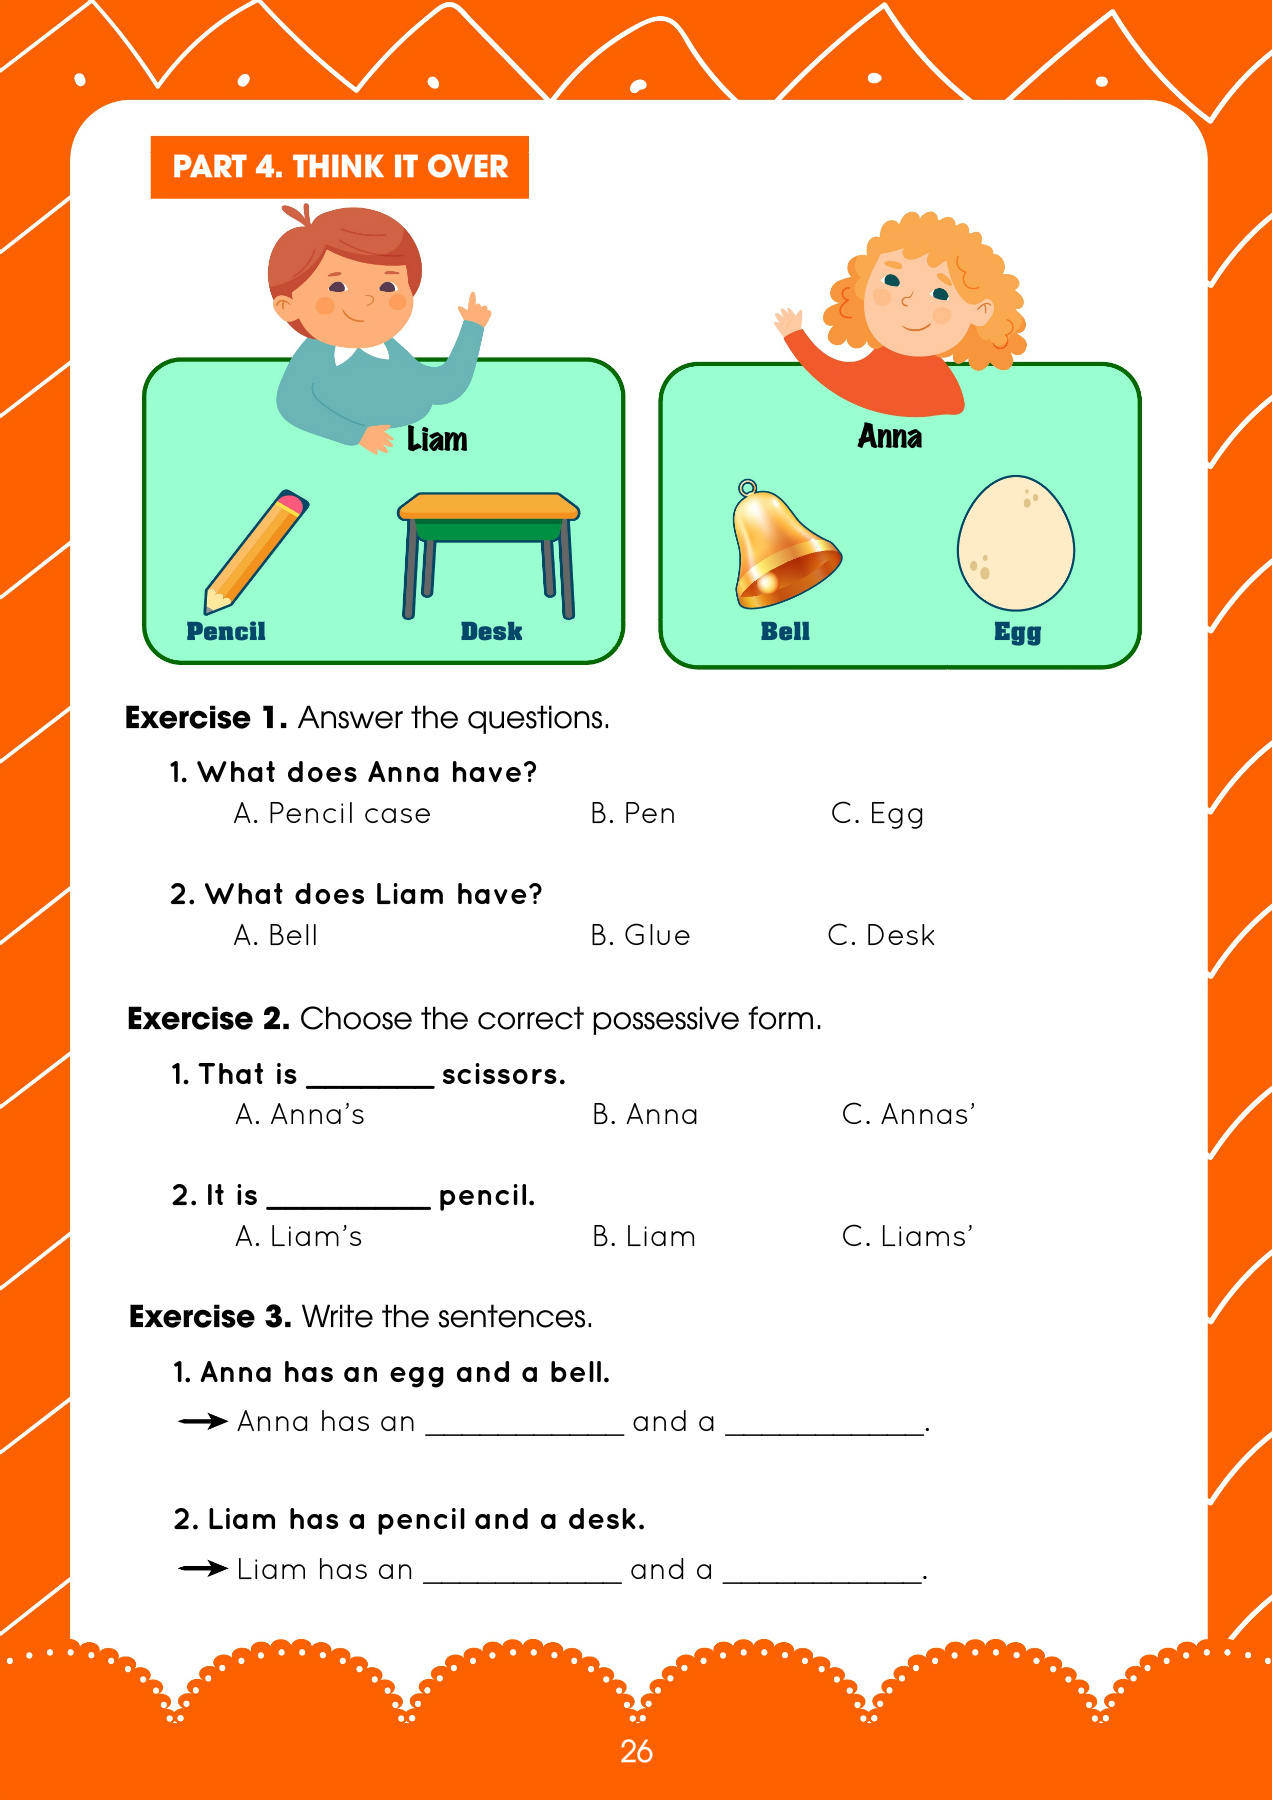 PART 4. THINK IT OVER
Liam
Anna
Pencil
Desk
Bell
Egg
Exercise 1. Answer the questions.
1. What does Anna have?
A. Pencil case B. Pen C. Egg
2. What does Liam have?
A. Bell B. Glue C. Desk
Exercise 2. Choose the correct possessive form.
1. That is ________ scissors.
A. Anna’s B. Anna C. Annas’
2. It is __________ pencil.
A. Liam’s B. Liam C. Liams’
Exercise 3. Write the sentences.
1. Anna has an egg and a bell.
Anna has an ____________ and a ____________.
2. Liam has a pencil and a desk.
Liam has an ____________ and a ____________.
26